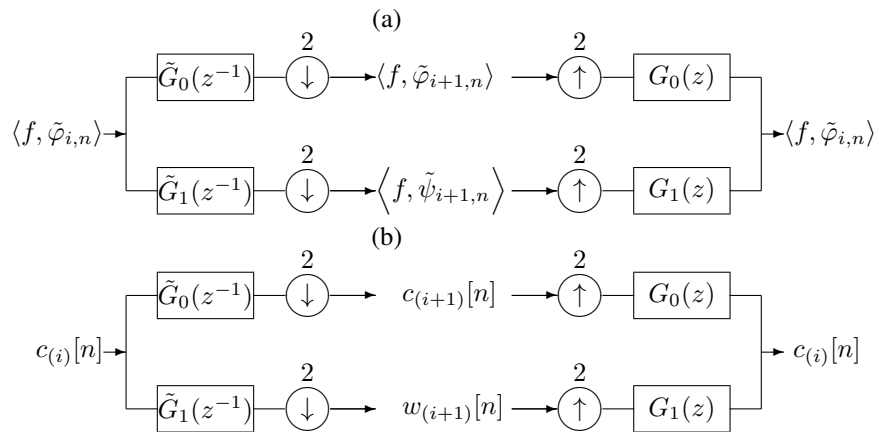 (a)
2 2
G̃₀(z⁻¹) ↓ ⟨f, φ̃ᵢ₊₁,ₙ⟩ ↑ G₀(z)
⟨f, φ̃ᵢ,ₙ⟩ ⟨f, φ̃ᵢ,ₙ⟩
2 2
G̃₁(z⁻¹) ↓ ⟨f, ψ̃ᵢ₊₁,ₙ⟩ ↑ G₁(z)
(b)
2 2
G̃₀(z⁻¹) ↓ c₍ᵢ₊₁₎[n] ↑ G₀(z)
c₍ᵢ₎[n] c₍ᵢ₎[n]
2 2
G̃₁(z⁻¹) ↓ w₍ᵢ₊₁₎[n] ↑ G₁(z)